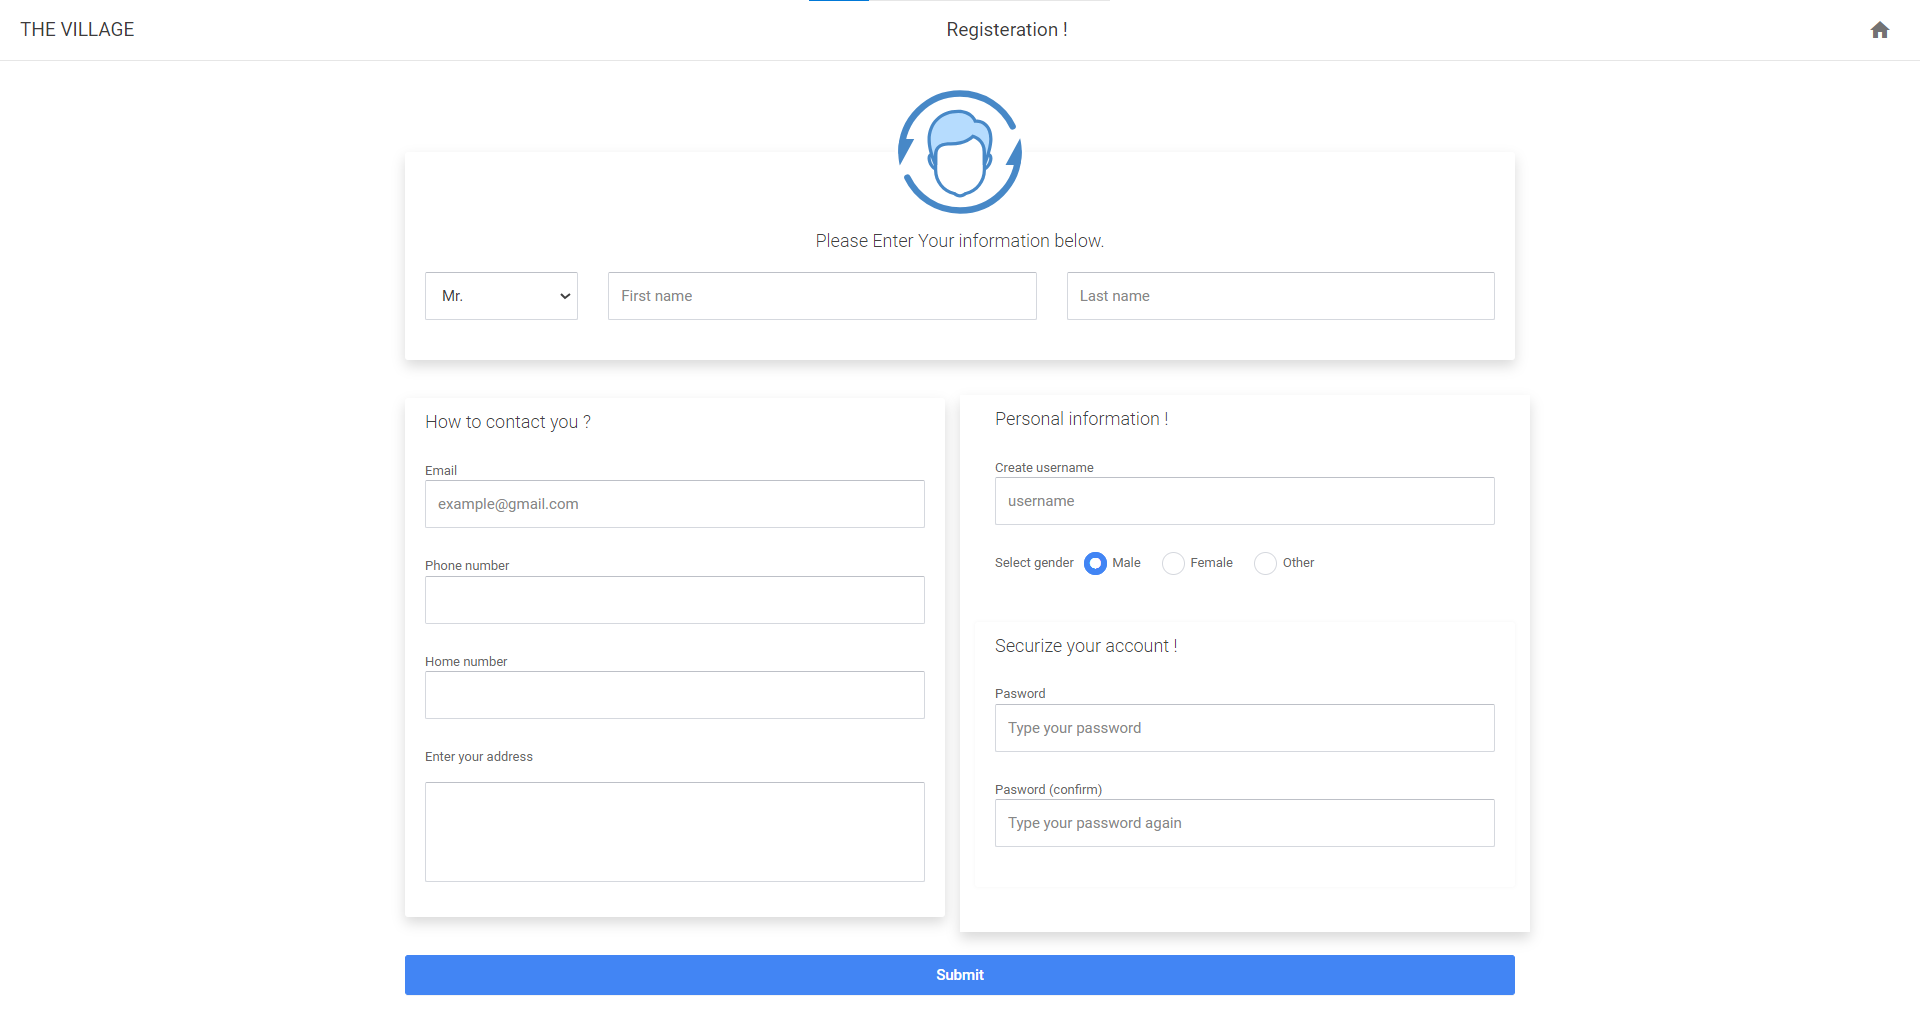 THE VILLAGE
Registeration !
Please Enter Your information below.
Mr.
First name
Last name
How to contact you ?
Email
example@gmail.com
Phone number
Home number
Enter your address
Personal information !
Create username
username
Select gender Male Female Other
Securize your account !
Pasword
Type your password
Pasword (confirm)
Type your password again
Submit